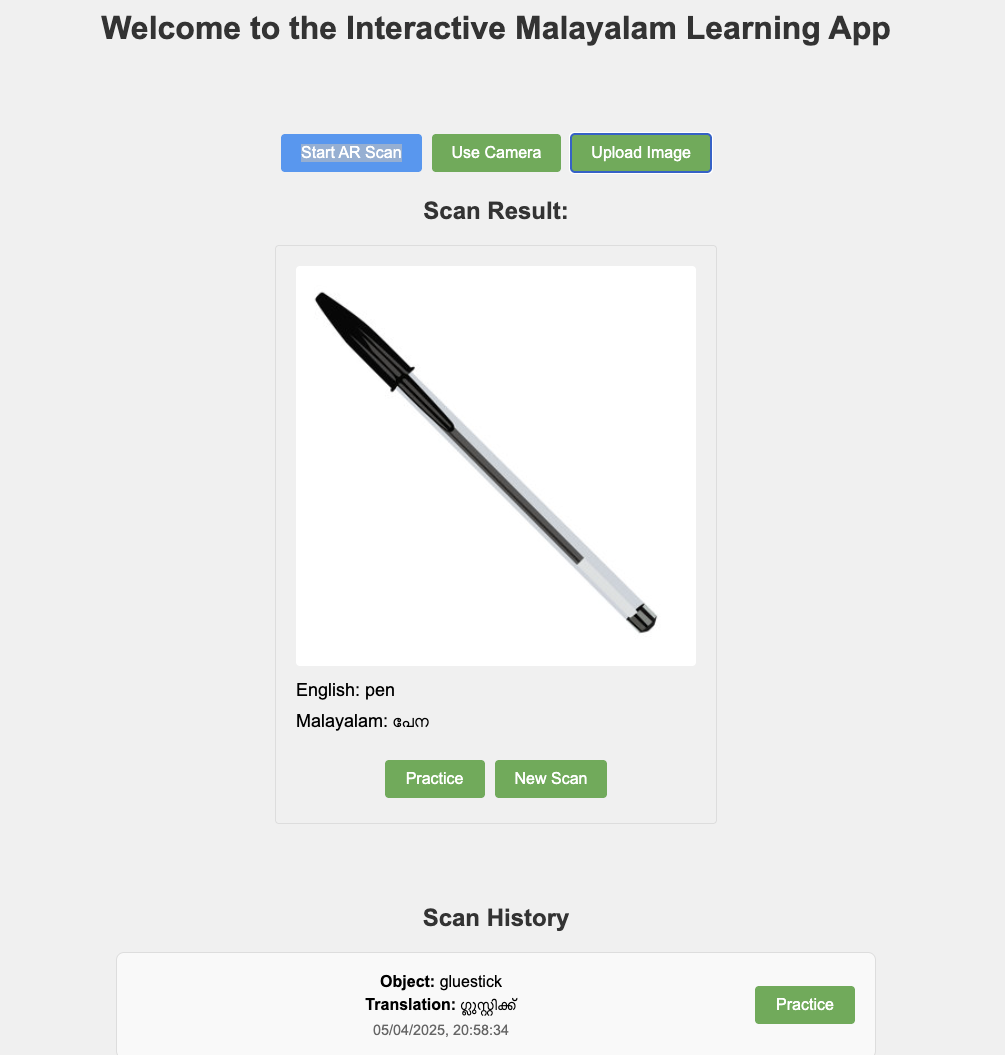 Welcome to the Interactive Malayalam Learning App
Start AR Scan Use Camera Upload Image
Scan Result:
English: pen
Malayalam: പേന
Practice New Scan
Scan History
Object: gluestick
Translation: ഗ്ലുസ്റ്റിക്ക്
05/04/2025, 20:58:34
Practice